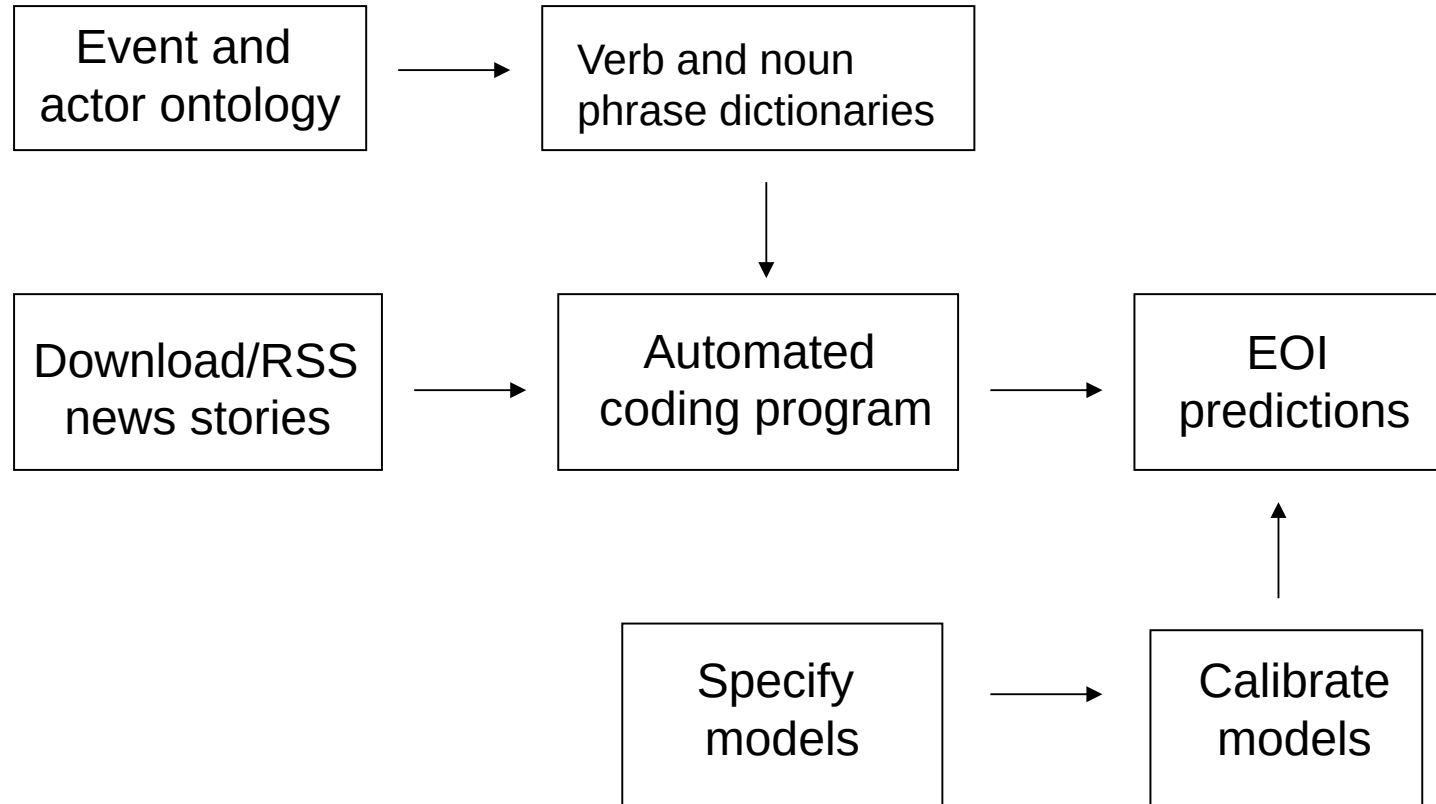 Event and
actor ontology
Verb and noun
phrase dictionaries
Download/RSS
news stories
Automated
coding program
EOI
predictions
Specify
models
Calibrate
models